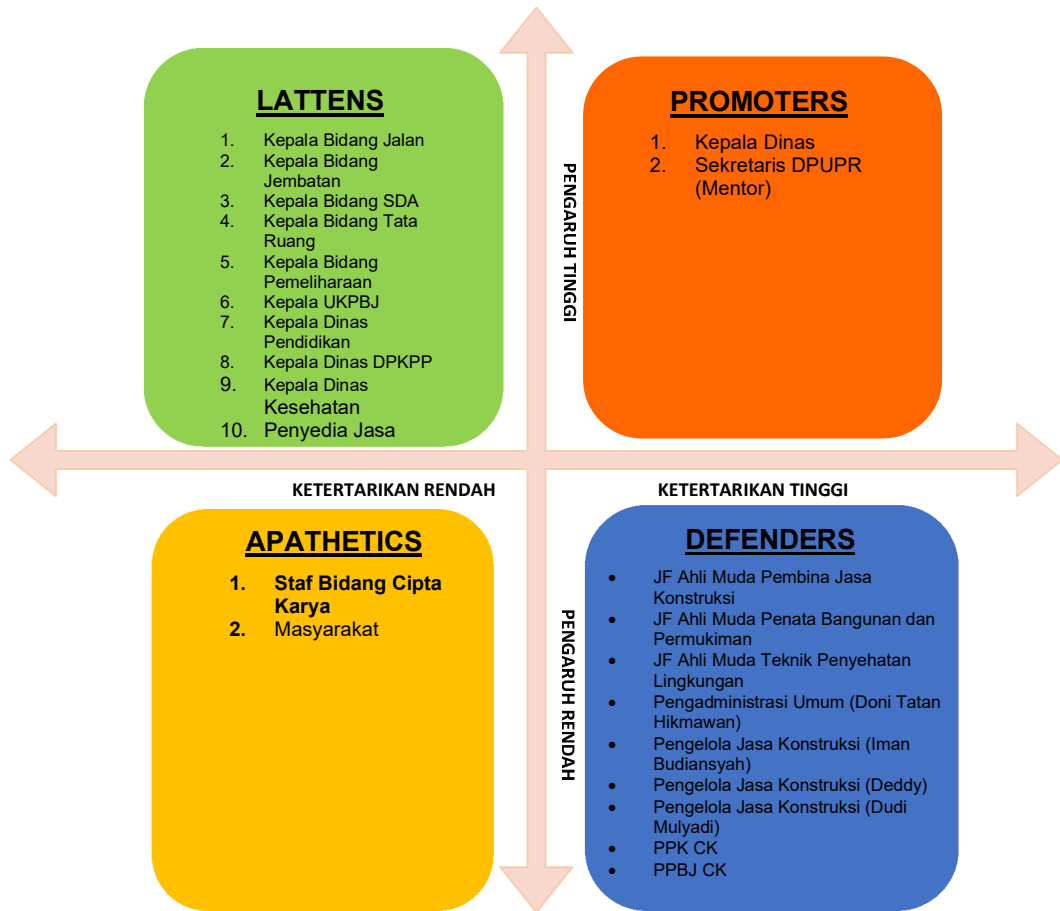 LATTENS
1. Kepala Bidang Jalan
2. Kepala Bidang
Jembatan
3. Kepala Bidang SDA
4. Kepala Bidang Tata
Ruang
5. Kepala Bidang
Pemeliharaan
6. Kepala UKPBJ
7. Kepala Dinas
Pendidikan
8. Kepala Dinas DPKPP
9. Kepala Dinas
Kesehatan
10. Penyedia Jasa
PENGARUH TINGGI
PROMOTERS
1. Kepala Dinas
2. Sekretaris DPUPR
(Mentor)
KETERTARIKAN RENDAH
KETERTARIKAN TINGGI
APATHETICS
1. Staf Bidang Cipta
Karya
2. Masyarakat
PENGARUH RENDAH
DEFENDERS
• JF Ahli Muda Pembina Jasa
Konstruksi
• JF Ahli Muda Penata Bangunan dan
Permukiman
• JF Ahli Muda Teknik Penyehatan
Lingkungan
• Pengadministrasi Umum (Doni Tatan
Hikmawan)
• Pengelola Jasa Konstruksi (Iman
Budiansyah)
• Pengelola Jasa Konstruksi (Deddy)
• Pengelola Jasa Konstruksi (Dudi
Mulyadi)
• PPK CK
• PPBJ CK